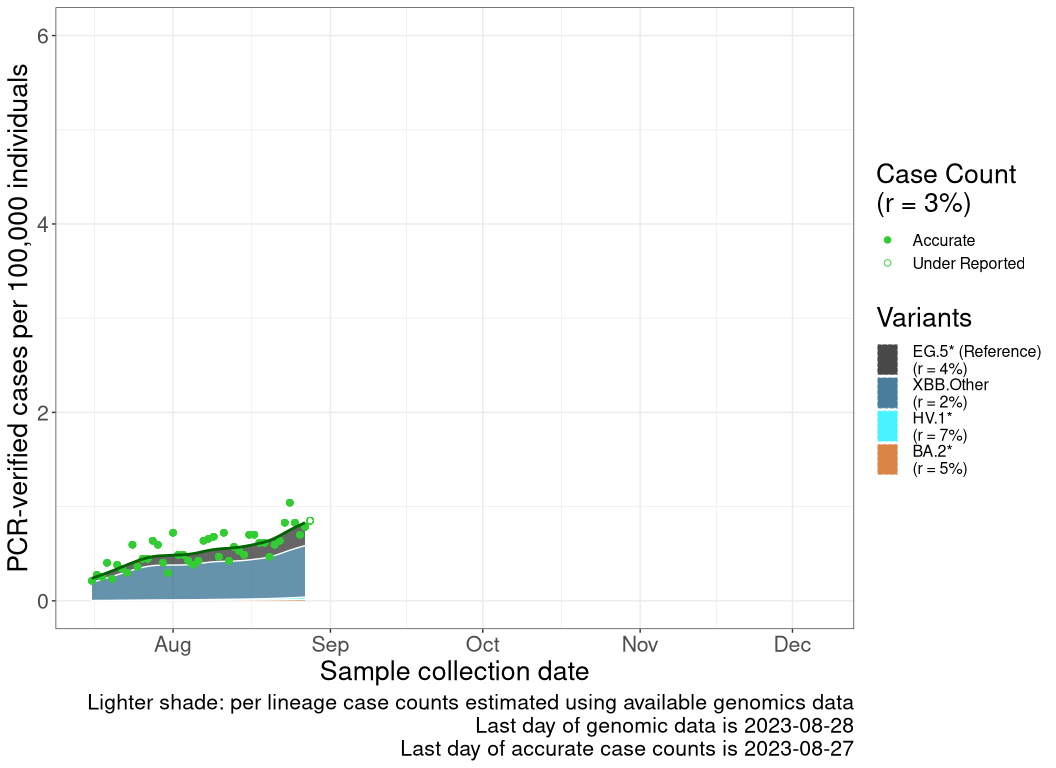 PCR-verified cases per 100,000 individuals
6
4
2
0
Aug Sep Oct Nov Dec
Sample collection date
Lighter shade: per lineage case counts estimated using available genomics data
Last day of genomic data is 2023-08-28
Last day of accurate case counts is 2023-08-27
Case Count
(r = 3%)
Accurate
Under Reported
Variants
EG.5* (Reference)
(r = 4%)
XBB.Other
(r = 2%)
HV.1*
(r = 7%)
BA.2*
(r = 5%)